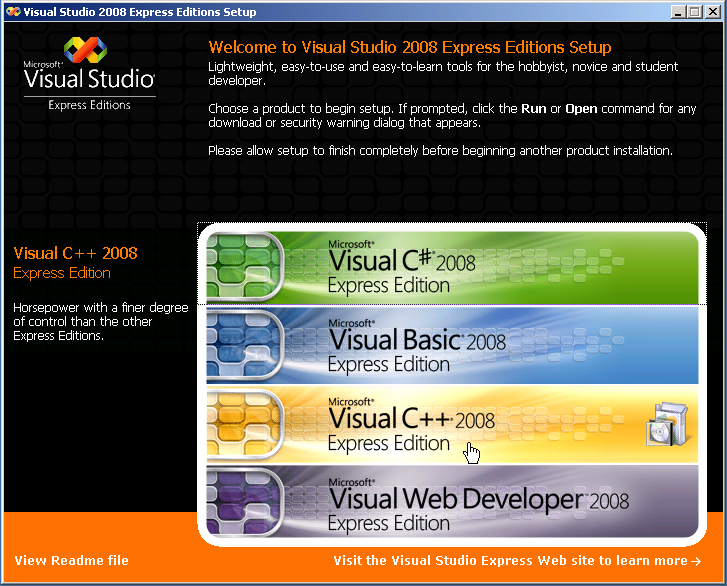 Visual Studio 2008 Express Editions Setup
Microsoft®
Visual Studio®
Express Editions
Welcome to Visual Studio 2008 Express Editions Setup
Lightweight, easy-to-use and easy-to-learn tools for the hobbyist, novice and student
developer.
Choose a product to begin setup. If prompted, click the Run or Open command for any
download or security warning dialog that appears.
Please allow setup to finish completely before beginning another product installation.
Visual C++ 2008
Express Edition
Horsepower with a finer degree
of control than the other
Express Editions.
Microsoft®
Visual C#® 2008
Express Edition
Microsoft®
Visual Basic® 2008
Express Edition
Microsoft®
Visual C++® 2008
Express Edition
Microsoft®
Visual Web Developer™ 2008
Express Edition
View Readme file
Visit the Visual Studio Express Web site to learn more →